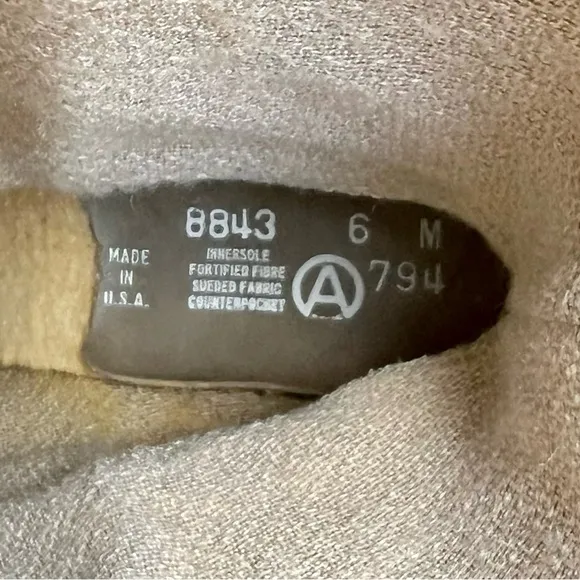 8843 6 M
MADE
IN
U.S.A.
INNERSOLE
FORTIFIED FIBRE
SUEDED FABRIC
COUNTERPOCKET
A 794